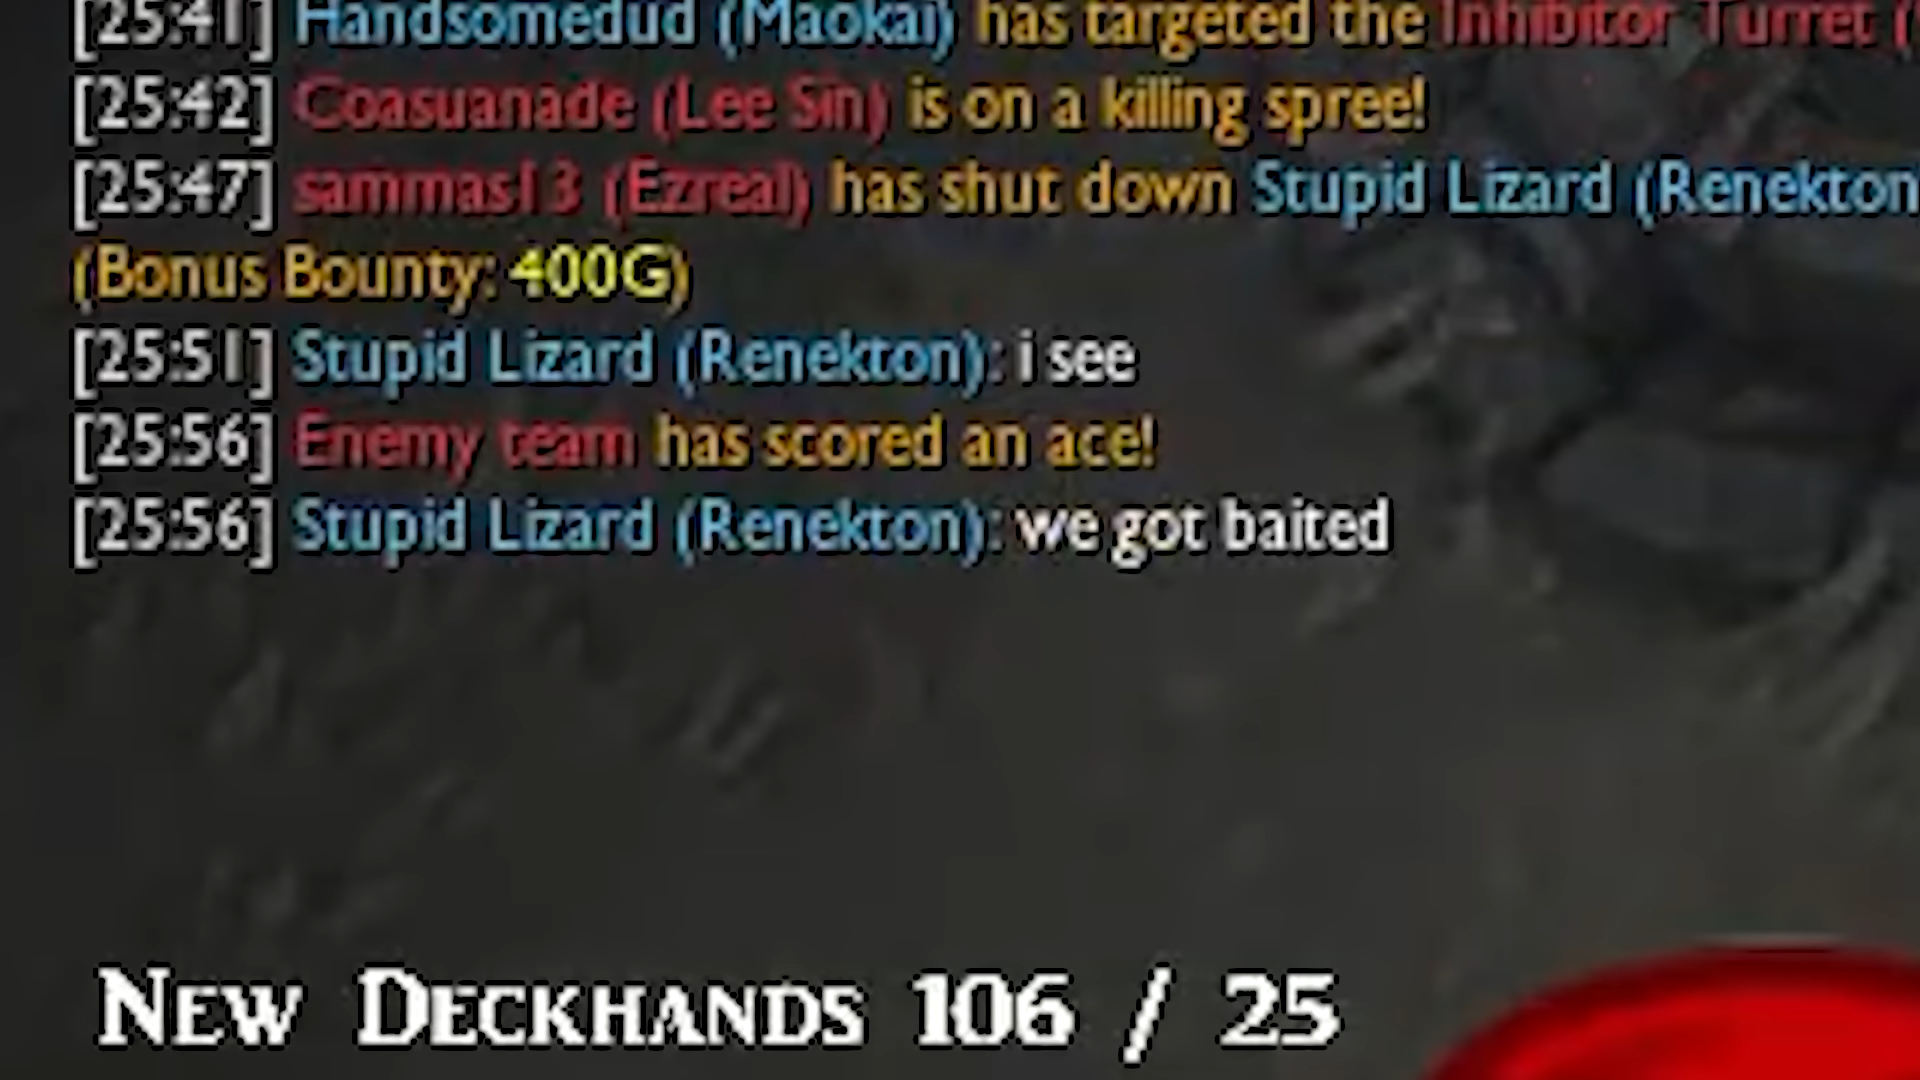 [25:41] Handsomedud (Maokai) has targeted the Inhibitor Turret (
[25:42] Coasuanade (Lee Sin) is on a killing spree!
[25:47] sammas13 (Ezreal) has shut down Stupid Lizard (Renekton
(Bonus Bounty: 400G)
[25:51] Stupid Lizard (Renekton): i see
[25:56] Enemy team has scored an ace!
[25:56] Stupid Lizard (Renekton): we got baited
New Deckhands 106 / 25